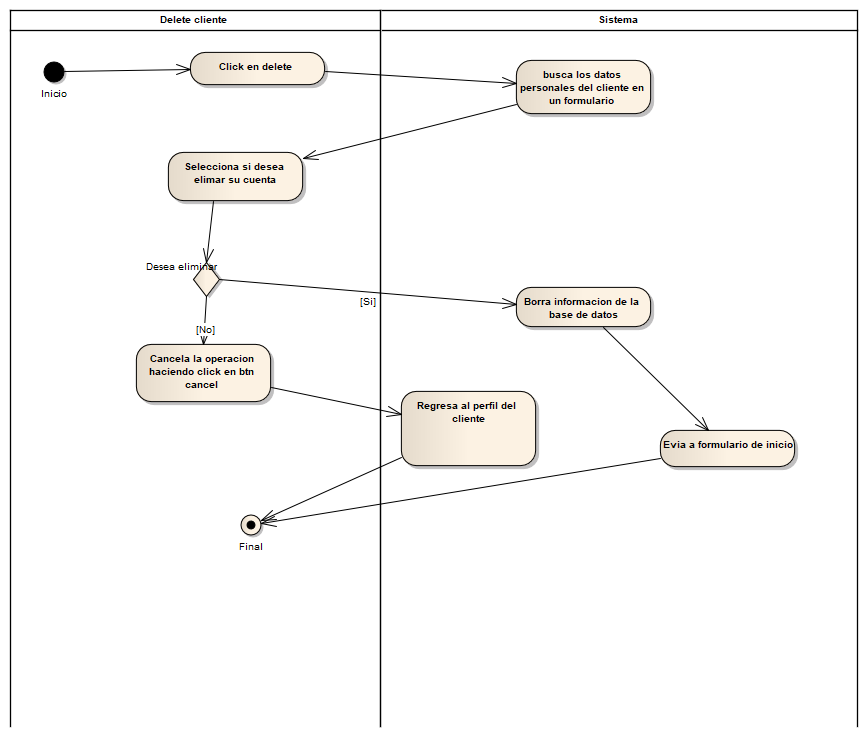 Delete cliente
Sistema
Inicio
Click en delete
busca los datos
personales del cliente en
un formulario
Selecciona si desea
elimar su cuenta
Desea eliminar
[Si]
Borra informacion de la
base de datos
[No]
Cancela la operacion
haciendo click en btn
cancel
Regresa al perfil del
cliente
Evia a formulario de inicio
Final